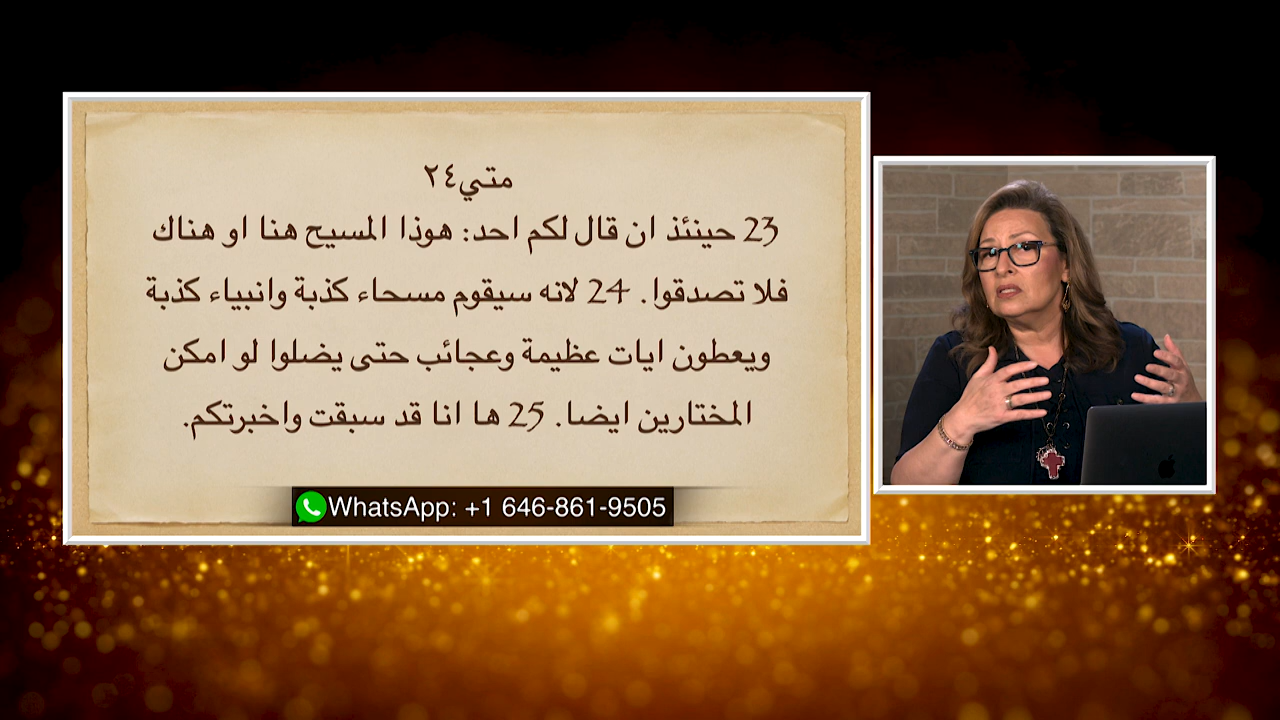 متي٢٤
23 حينئذ ان قال لكم احد: هوذا المسيح هنا او هناك
فلا تصدقوا. 24 لانه سيقوم مسحاء كذبة وانبياء كذبة
ويعطون ايات عظيمة وعجائب حتى يضلوا لو امكن
المختارين ايضا. 25 ها انا قد سبقت واخبرتكم.
WhatsApp: +1 646-861-9505